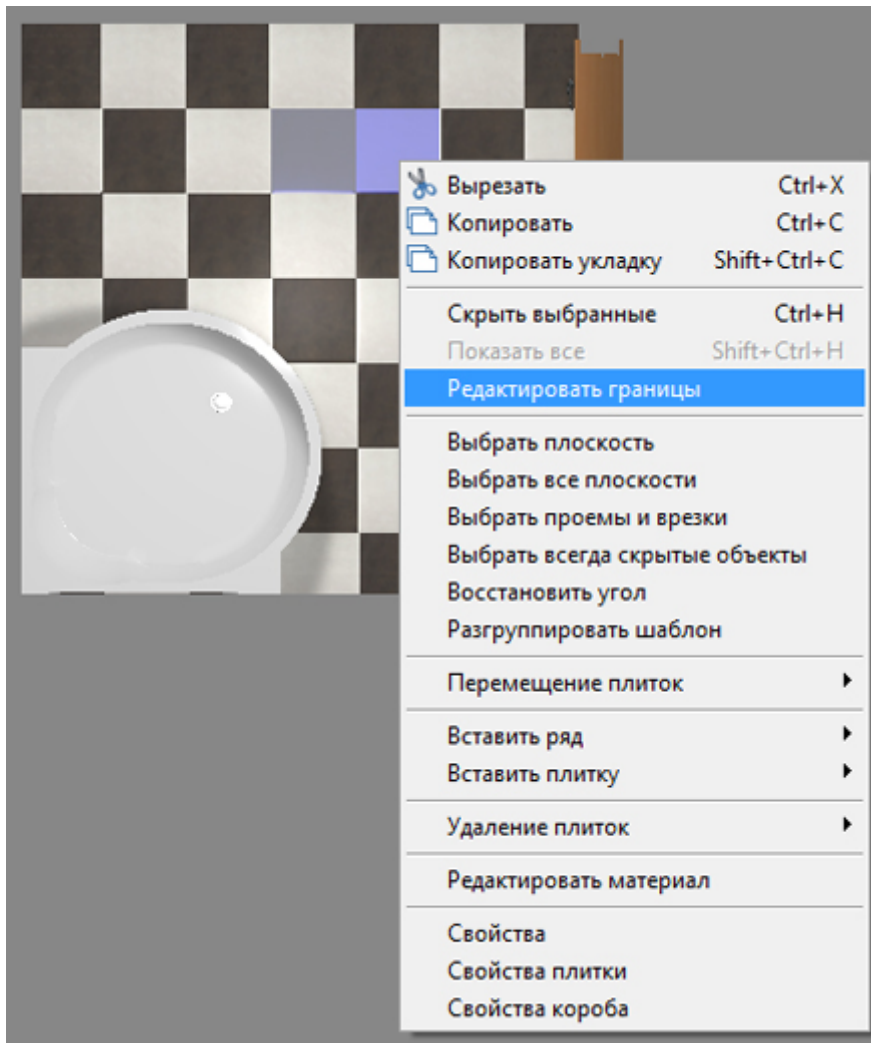 Вырезать Ctrl+X
Копировать Ctrl+C
Копировать укладку Shift+Ctrl+C
Скрыть выбранные Ctrl+H
Показать все Shift+Ctrl+H
Редактировать границы
Выбрать плоскость
Выбрать все плоскости
Выбрать проемы и врезки
Выбрать всегда скрытые объекты
Восстановить угол
Разгруппировать шаблон
Перемещение плиток
Вставить ряд
Вставить плитку
Удаление плиток
Редактировать материал
Свойства
Свойства плитки
Свойства короба